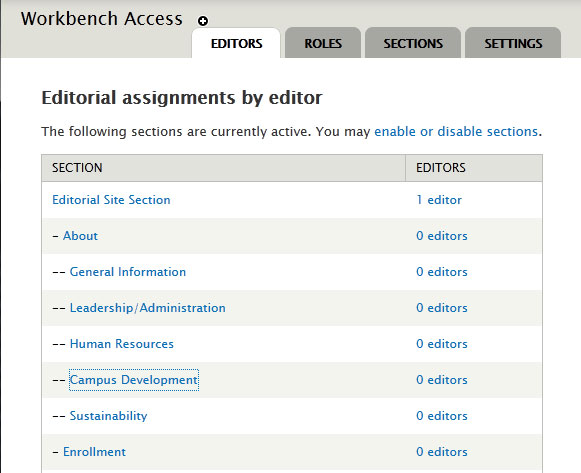 Workbench Access
EDITORS ROLES SECTIONS SETTINGS
Editorial assignments by editor
The following sections are currently active. You may enable or disable sections.
SECTION EDITORS
Editorial Site Section 1 editor
- About 0 editors
-- General Information 0 editors
-- Leadership/Administration 0 editors
-- Human Resources 0 editors
-- Campus Development 0 editors
-- Sustainability 0 editors
- Enrollment 0 editors